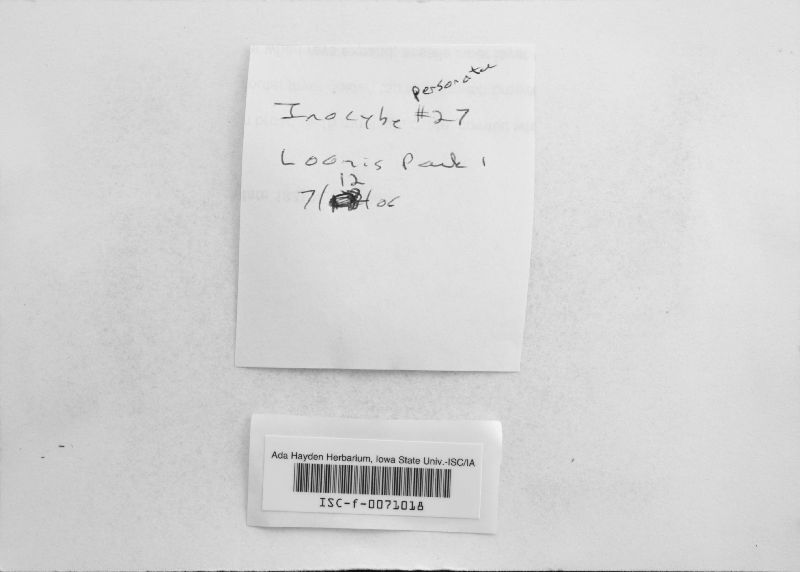 personata
Inocybe #27
Loomis Park 1
12
7/ /06
Ada Hayden Herbarium, Iowa State Univ.-ISC/IA
ISC-f-0071018